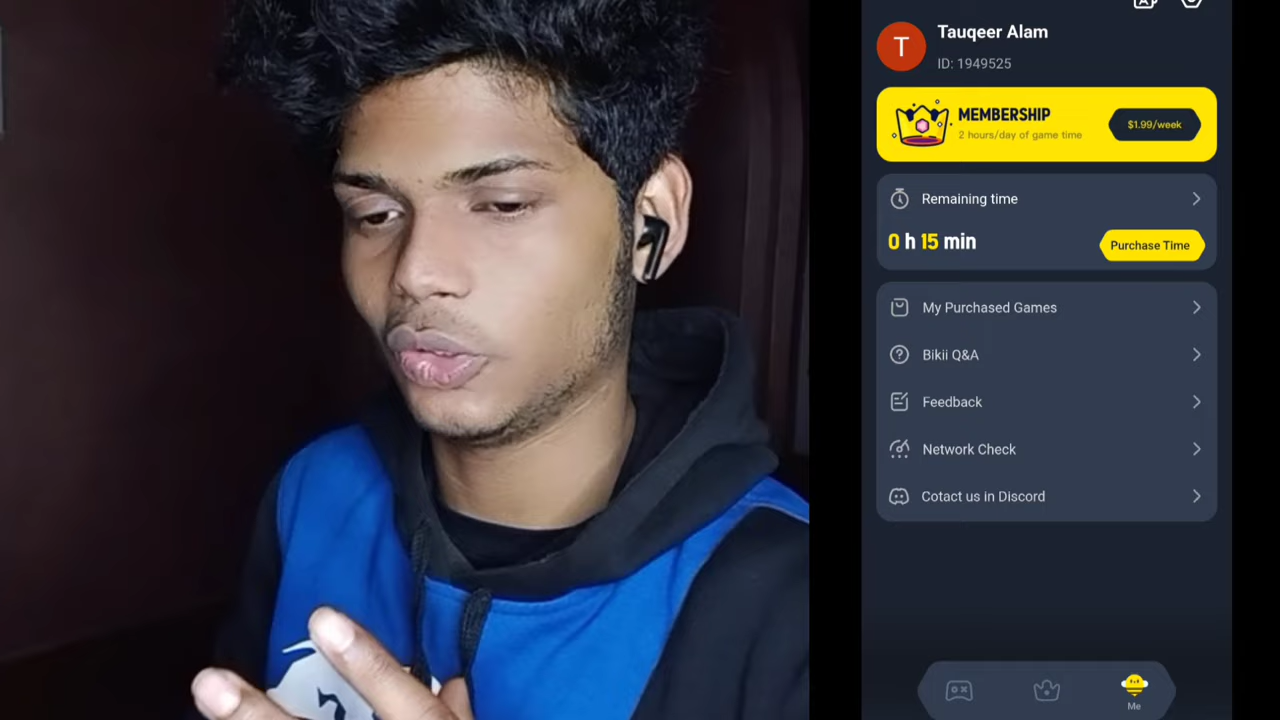 T
Tauqeer Alam
ID: 1949525
MEMBERSHIP
2 hours/day of game time
$1.99/week
Remaining time
0 h 15 min
Purchase Time
My Purchased Games
Bikii Q&A
Feedback
Network Check
Cotact us in Discord
Me